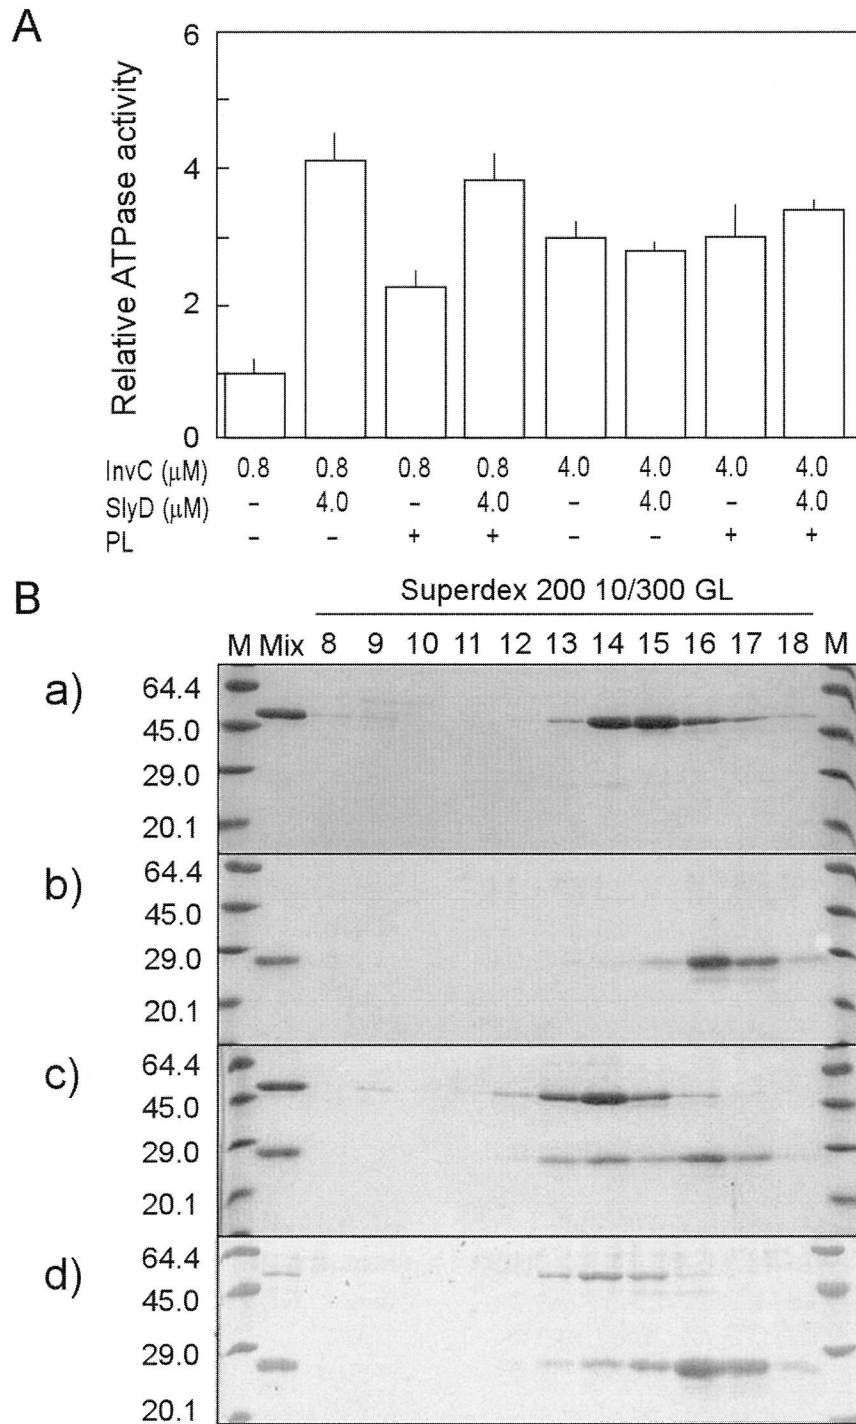 A
Relative ATPase activity
6
4
2
0
InvC (μM) 0.8 0.8 0.8 0.8 4.0 4.0 4.0 4.0
SlyD (μM) – 4.0 – 4.0 – 4.0 – 4.0
PL – – + + – – + +
B
Superdex 200 10/300 GL
M Mix 8 9 10 11 12 13 14 15 16 17 18 M
a)
64.4
45.0
29.0
20.1
b)
64.4
45.0
29.0
20.1
c)
64.4
45.0
29.0
20.1
d)
64.4
45.0
29.0
20.1